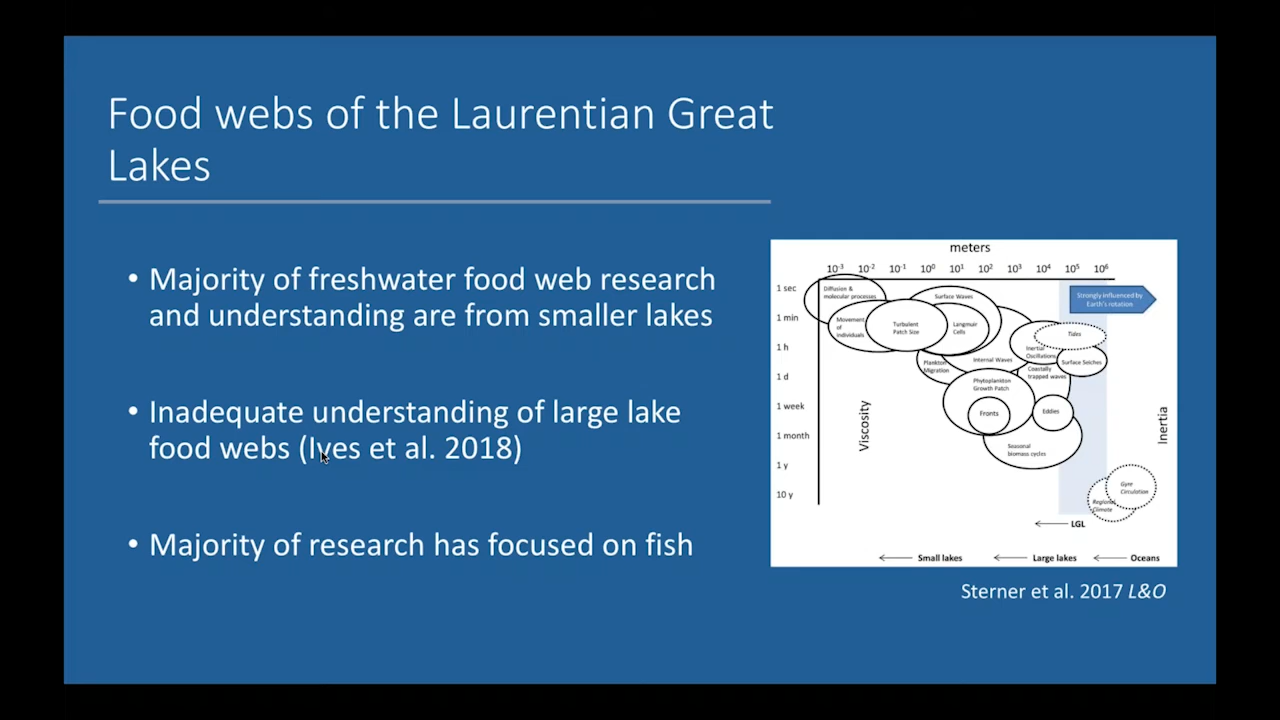 Food webs of the Laurentian Great
Lakes
• Majority of freshwater food web research
and understanding are from smaller lakes
• Inadequate understanding of large lake
food webs (Ives et al. 2018)
• Majority of research has focused on fish
meters
10⁻³ 10⁻² 10⁻¹ 10⁰ 10¹ 10² 10³ 10⁴ 10⁵ 10⁶
1 sec
1 min
1 h
1 d
1 week
1 month
1 y
10 y
Diffusion &
molecular processes
Surface Waves
Strongly influenced by
Earth's rotation
Movement
of
individuals
Turbulent
Patch Size
Langmuir
Cells
Tides
Inertial
Oscillations
Internal Waves
Surface Seiches
Plankton
Migration
Coastally
trapped waves
Phytoplankton
Growth Patch
Fronts
Eddies
Viscosity
Inertia
Seasonal
biomass cycles
Gyre
Circulation
Regional
Climate
LGL
Small lakes
Large lakes
Oceans
Sterner et al. 2017 L&O